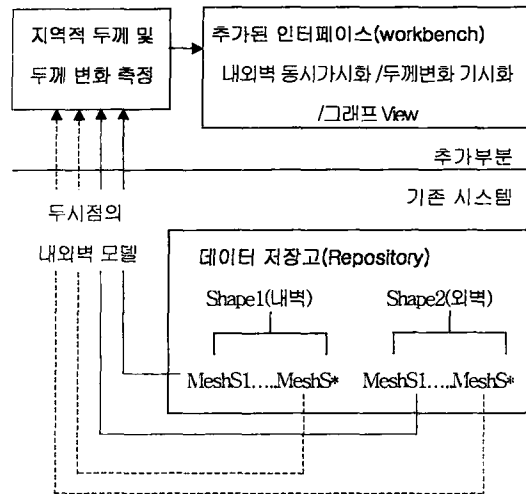 지역적 두께 및
두께 변화 측정
추가된 인터페이스(workbench)
내외벽 동시가시화 /두께변화 기시화
/그래프 View
추가부분
기존 시스템
두시점의
내외벽 모델
데이터 저장고(Repository)
Shape1(내벽) Shape2(외벽)
MeshS1.....MeshS* MeshS1.....MeshS*